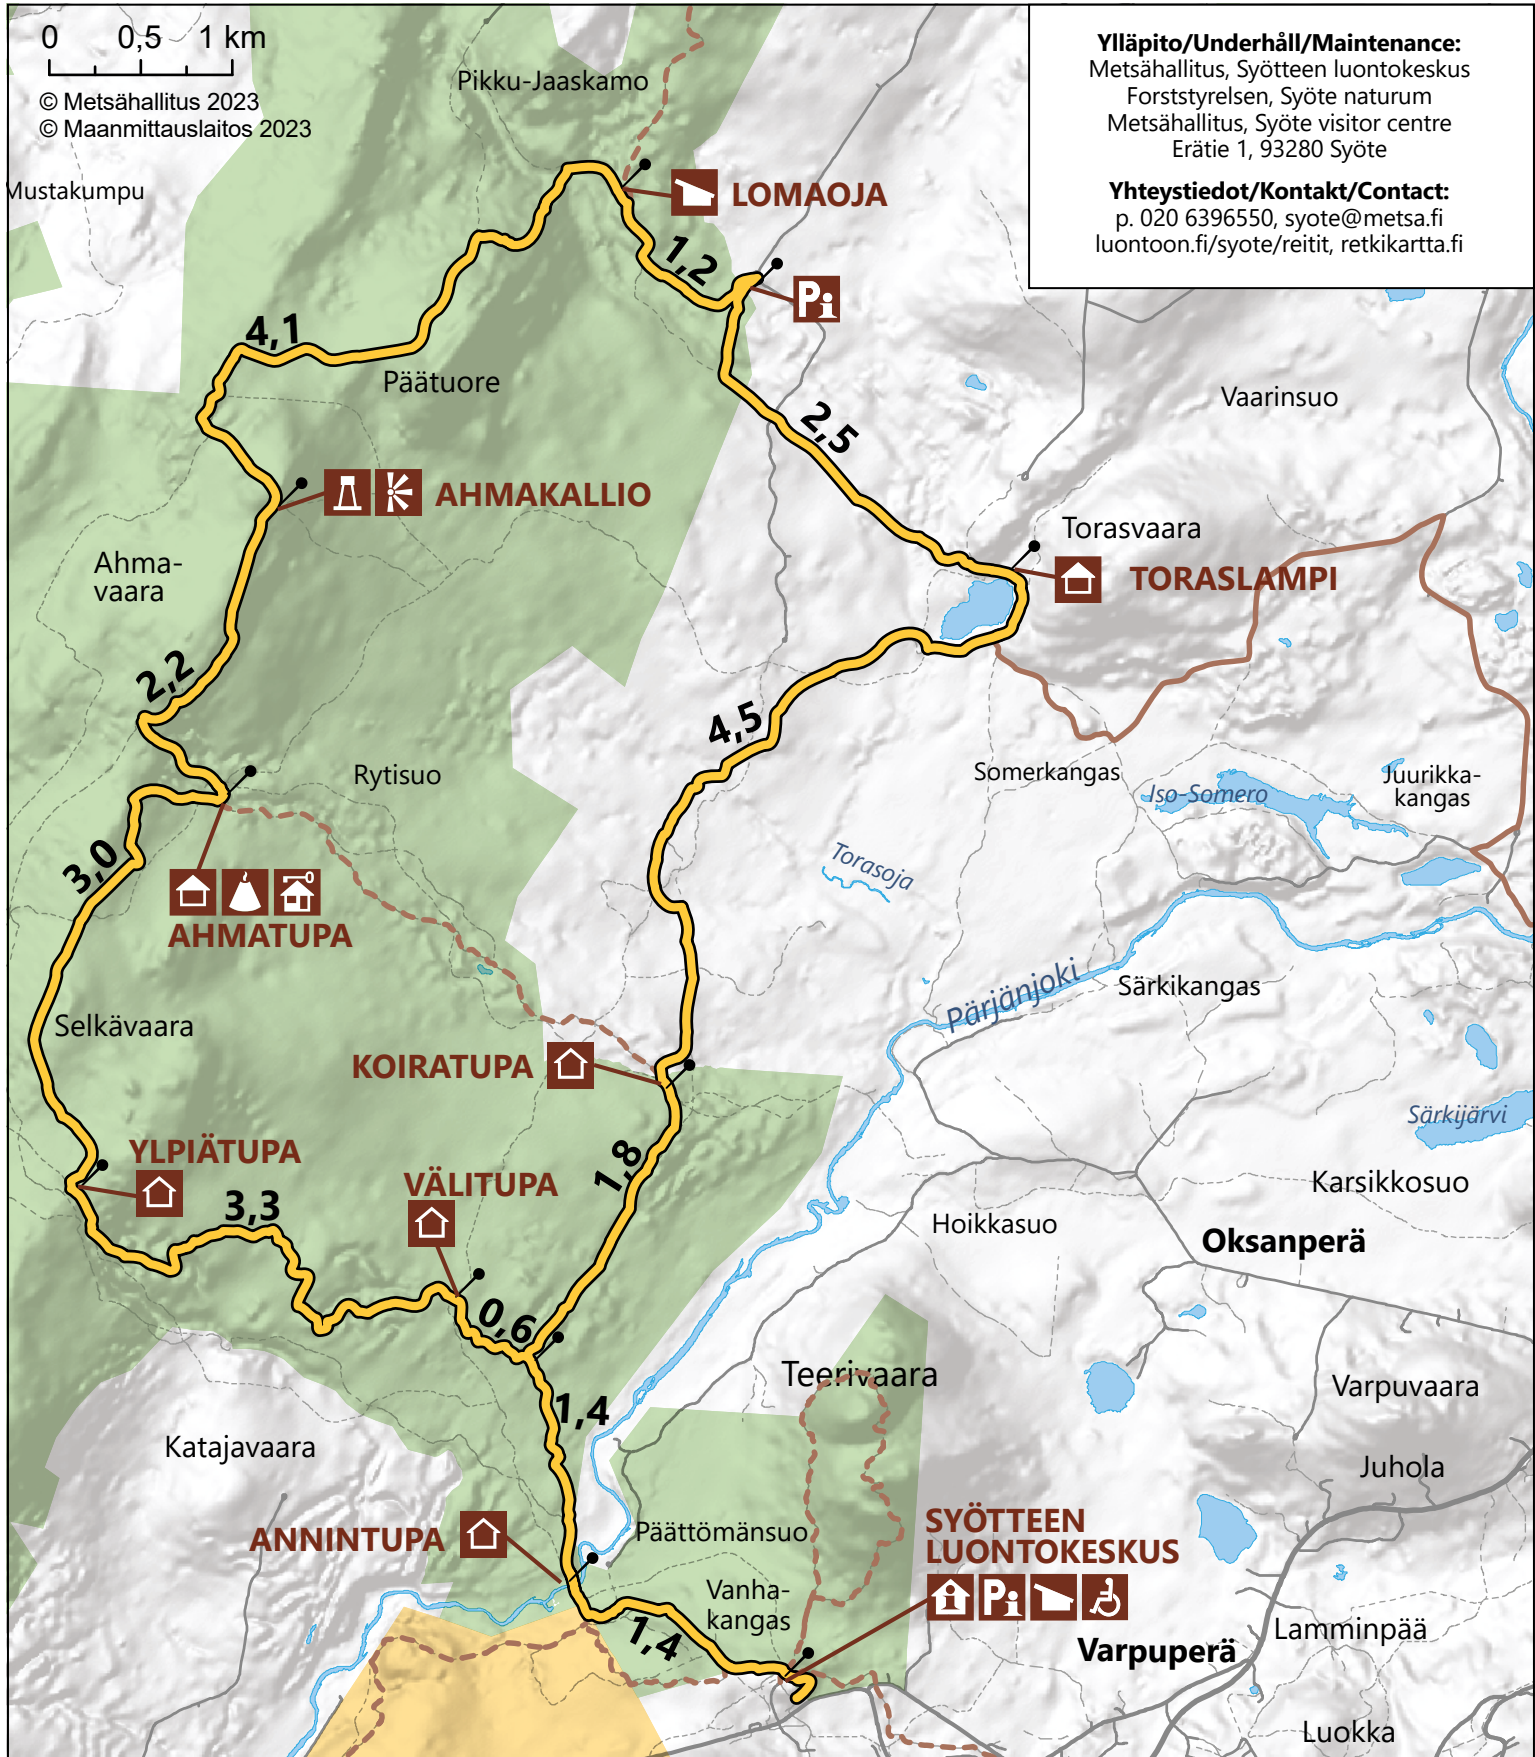 0 0,5 1 km
© Metsähallitus 2023
© Maanmittauslaitos 2023
Ylläpito/Underhåll/Maintenance:
Metsähallitus, Syötteen luontokeskus
Forststyrelsen, Syöte naturum
Metsähallitus, Syöte visitor centre
Erätie 1, 93280 Syöte
Yhteystiedot/Kontakt/Contact:
p. 020 6396550, syote@metsa.fi
luontoon.fi/syote/reitit, retkikartta.fi
Pikku-Jaaskamo
Mustakumpu
LOMAOJA
1,2
Pi
4,1
Päätuore
Vaarinsuo
2,5
AHMAKALLIO
Torasvaara
Ahma-
vaara
TORASLAMPI
2,2
4,5
Rytisuo
Somerkangas
Iso-Somero
Juurikka-
kangas
3,0
Torasoja
AHMATUPA
Pärjänjoki
Särkikangas
Selkävaara
KOIRATUPA
Särkijärvi
YLPIÄTUPA
1,8
VÄLITUPA
Karsikkosuo
3,3
Hoikkasuo
Oksanperä
0,6
Teerivaara
Varpuvaara
1,4
Katajavaara
Juhola
SYÖTTEEN
LUONTOKESKUS
ANNINTUPA
Päättömänsuo
Pi
Vanha-
kangas
1,4
Lamminpää
Varpuperä
Luokka